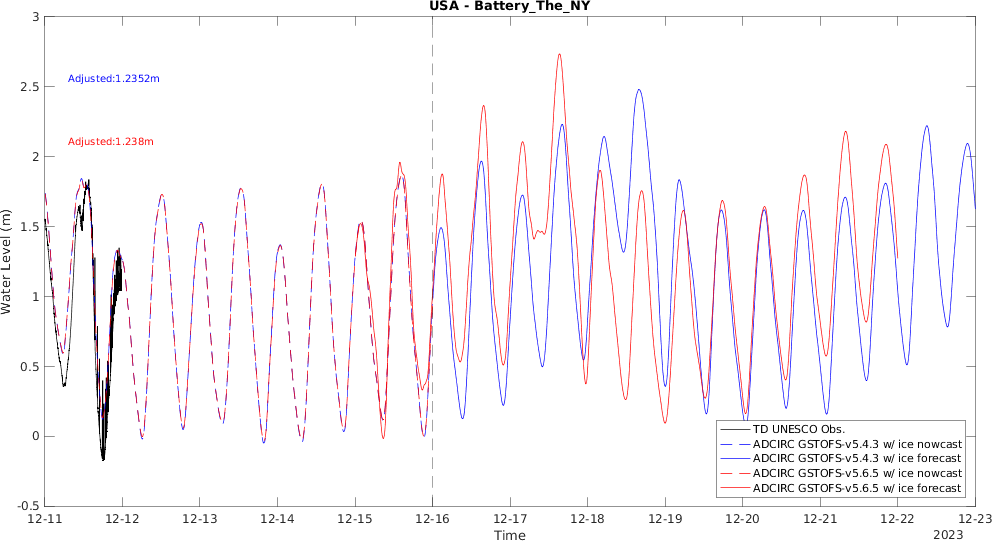 USA - Battery_The_NY
3
2.5
2
1.5
1
0.5
0
-0.5
Water Level (m)
Adjusted:1.2352m
Adjusted:1.238m
TD UNESCO Obs.
ADCIRC GSTOFS-v5.4.3 w/ ice nowcast
ADCIRC GSTOFS-v5.4.3 w/ ice forecast
ADCIRC GSTOFS-v5.6.5 w/ ice nowcast
ADCIRC GSTOFS-v5.6.5 w/ ice forecast
12-11 12-12 12-13 12-14 12-15 12-16 12-17 12-18 12-19 12-20 12-21 12-22 12-23
Time
2023